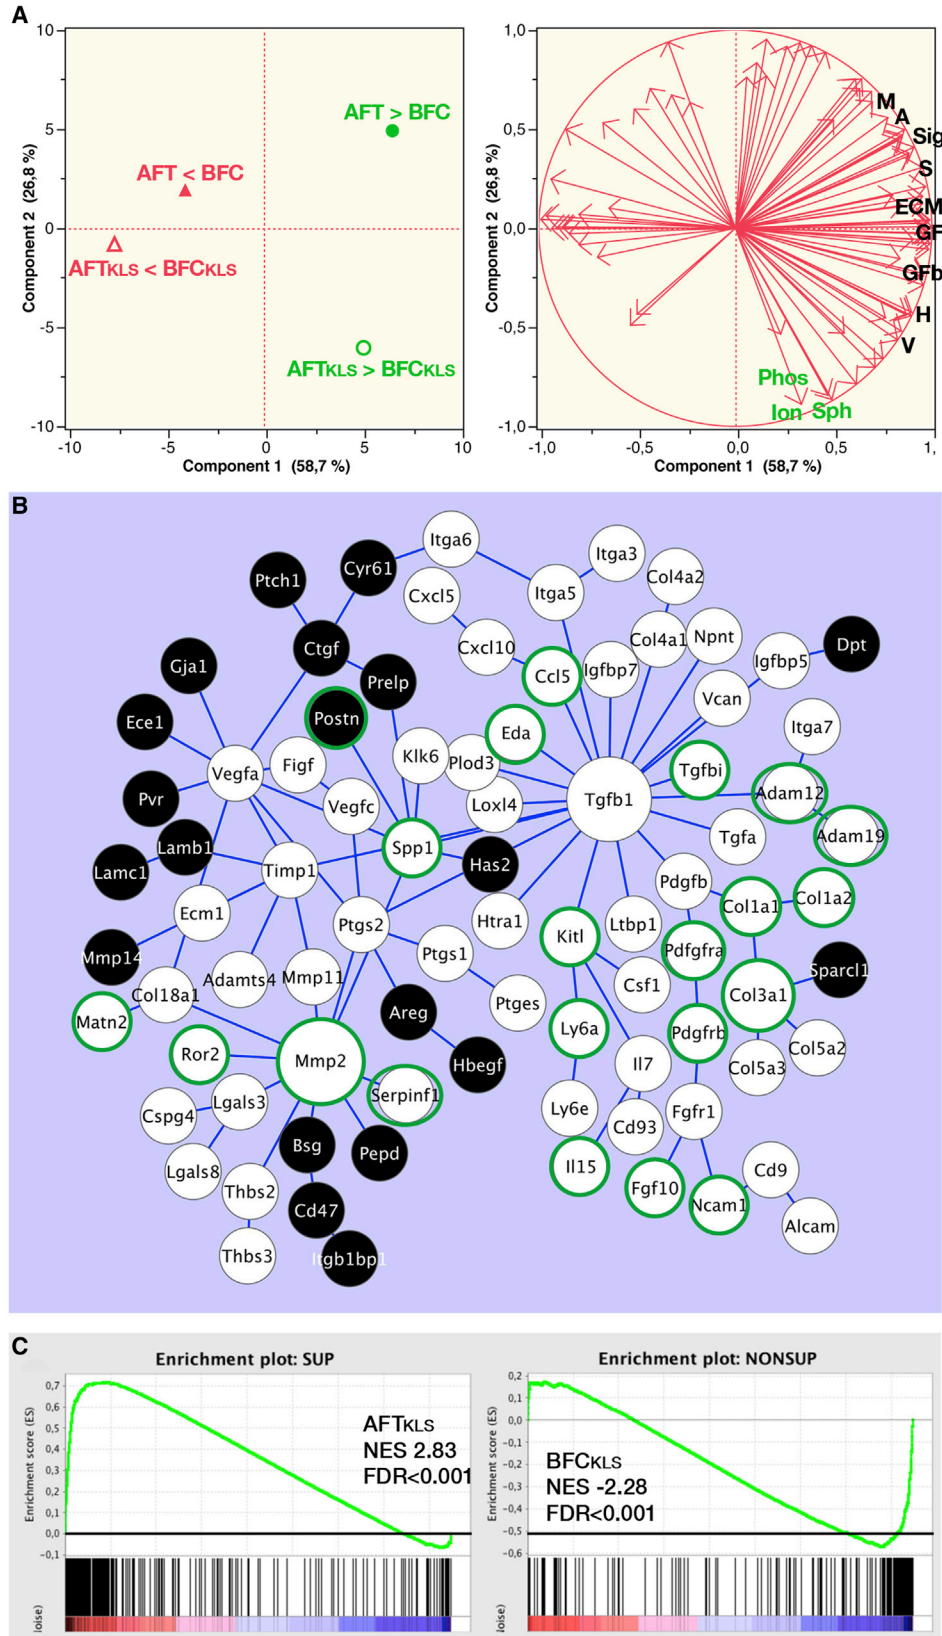 A
10
5
0
-5
-10
-10
-5
0
5
10
Component 2 (26,8 %)
Component 1 (58,7 %)
AFT > BFC
AFT < BFC
AFTKLS < BFCKLS
AFTKLS > BFCKLS
1,0
0,5
0,0
-0,5
-1,0
-1,0
-0,5
0,0
0,5
1,
Component 2 (26,8 %)
Component 1 (58,7 %)
M
A
Sig
S
ECM
GF
GFb
H
V
Phos
Ion
Sph
B
Itga6
Itga3
Cyr61
Ptch1
Col4a2
Cxcl5
Itga5
Ctgf
Cxcl10
Col4a1
Npnt
Dpt
Gja1
Prelp
Ccl5
Igfbp7
Igfbp5
Vcan
Ece1
Postn
Eda
Itga7
Klk6
Plod3
Figf
Vegfa
Tgfbi
Pvr
Vegfc
Loxl4
Tgfb1
Adam12
Tgfa
Adam19
Lamb1
Spp1
Has2
Lamc1
Timp1
Pdgfb
Col1a1
Col1a2
Ecm1
Ptgs2
Htra1
Ltbp1
Kitl
Pdfgfra
Mmp14
Ptgs1
Sparcl1
Adamts4
Mmp11
Csf1
Col18a1
Col3a1
Ptges
Matn2
Areg
Ly6a
Pdgfrb
Col5a2
Ror2
Mmp2
Hbegf
Il7
Col5a3
Serpinf1
Lgals3
Cspg4
Ly6e
Cd93
Fgfr1
Bsg
Pepd
Lgals8
Il15
Cd9
Thbs2
Fgf10
Ncam1
Cd47
Alcam
Thbs3
Itgb1bp1
C
Enrichment plot: SUP
Enrichment score (ES)
0,7
0,6
0,5
0,4
0,3
0,2
0,1
0,0
-0,1
AFTKLS
NES 2.83
FDR<0.001
loise)
Enrichment plot: NONSUP
Enrichment score (ES)
0,2
0,1
0,0
-0,1
-0,2
-0,3
-0,4
-0,5
-0,6
BFCKLS
NES -2.28
FDR<0.001
loise)